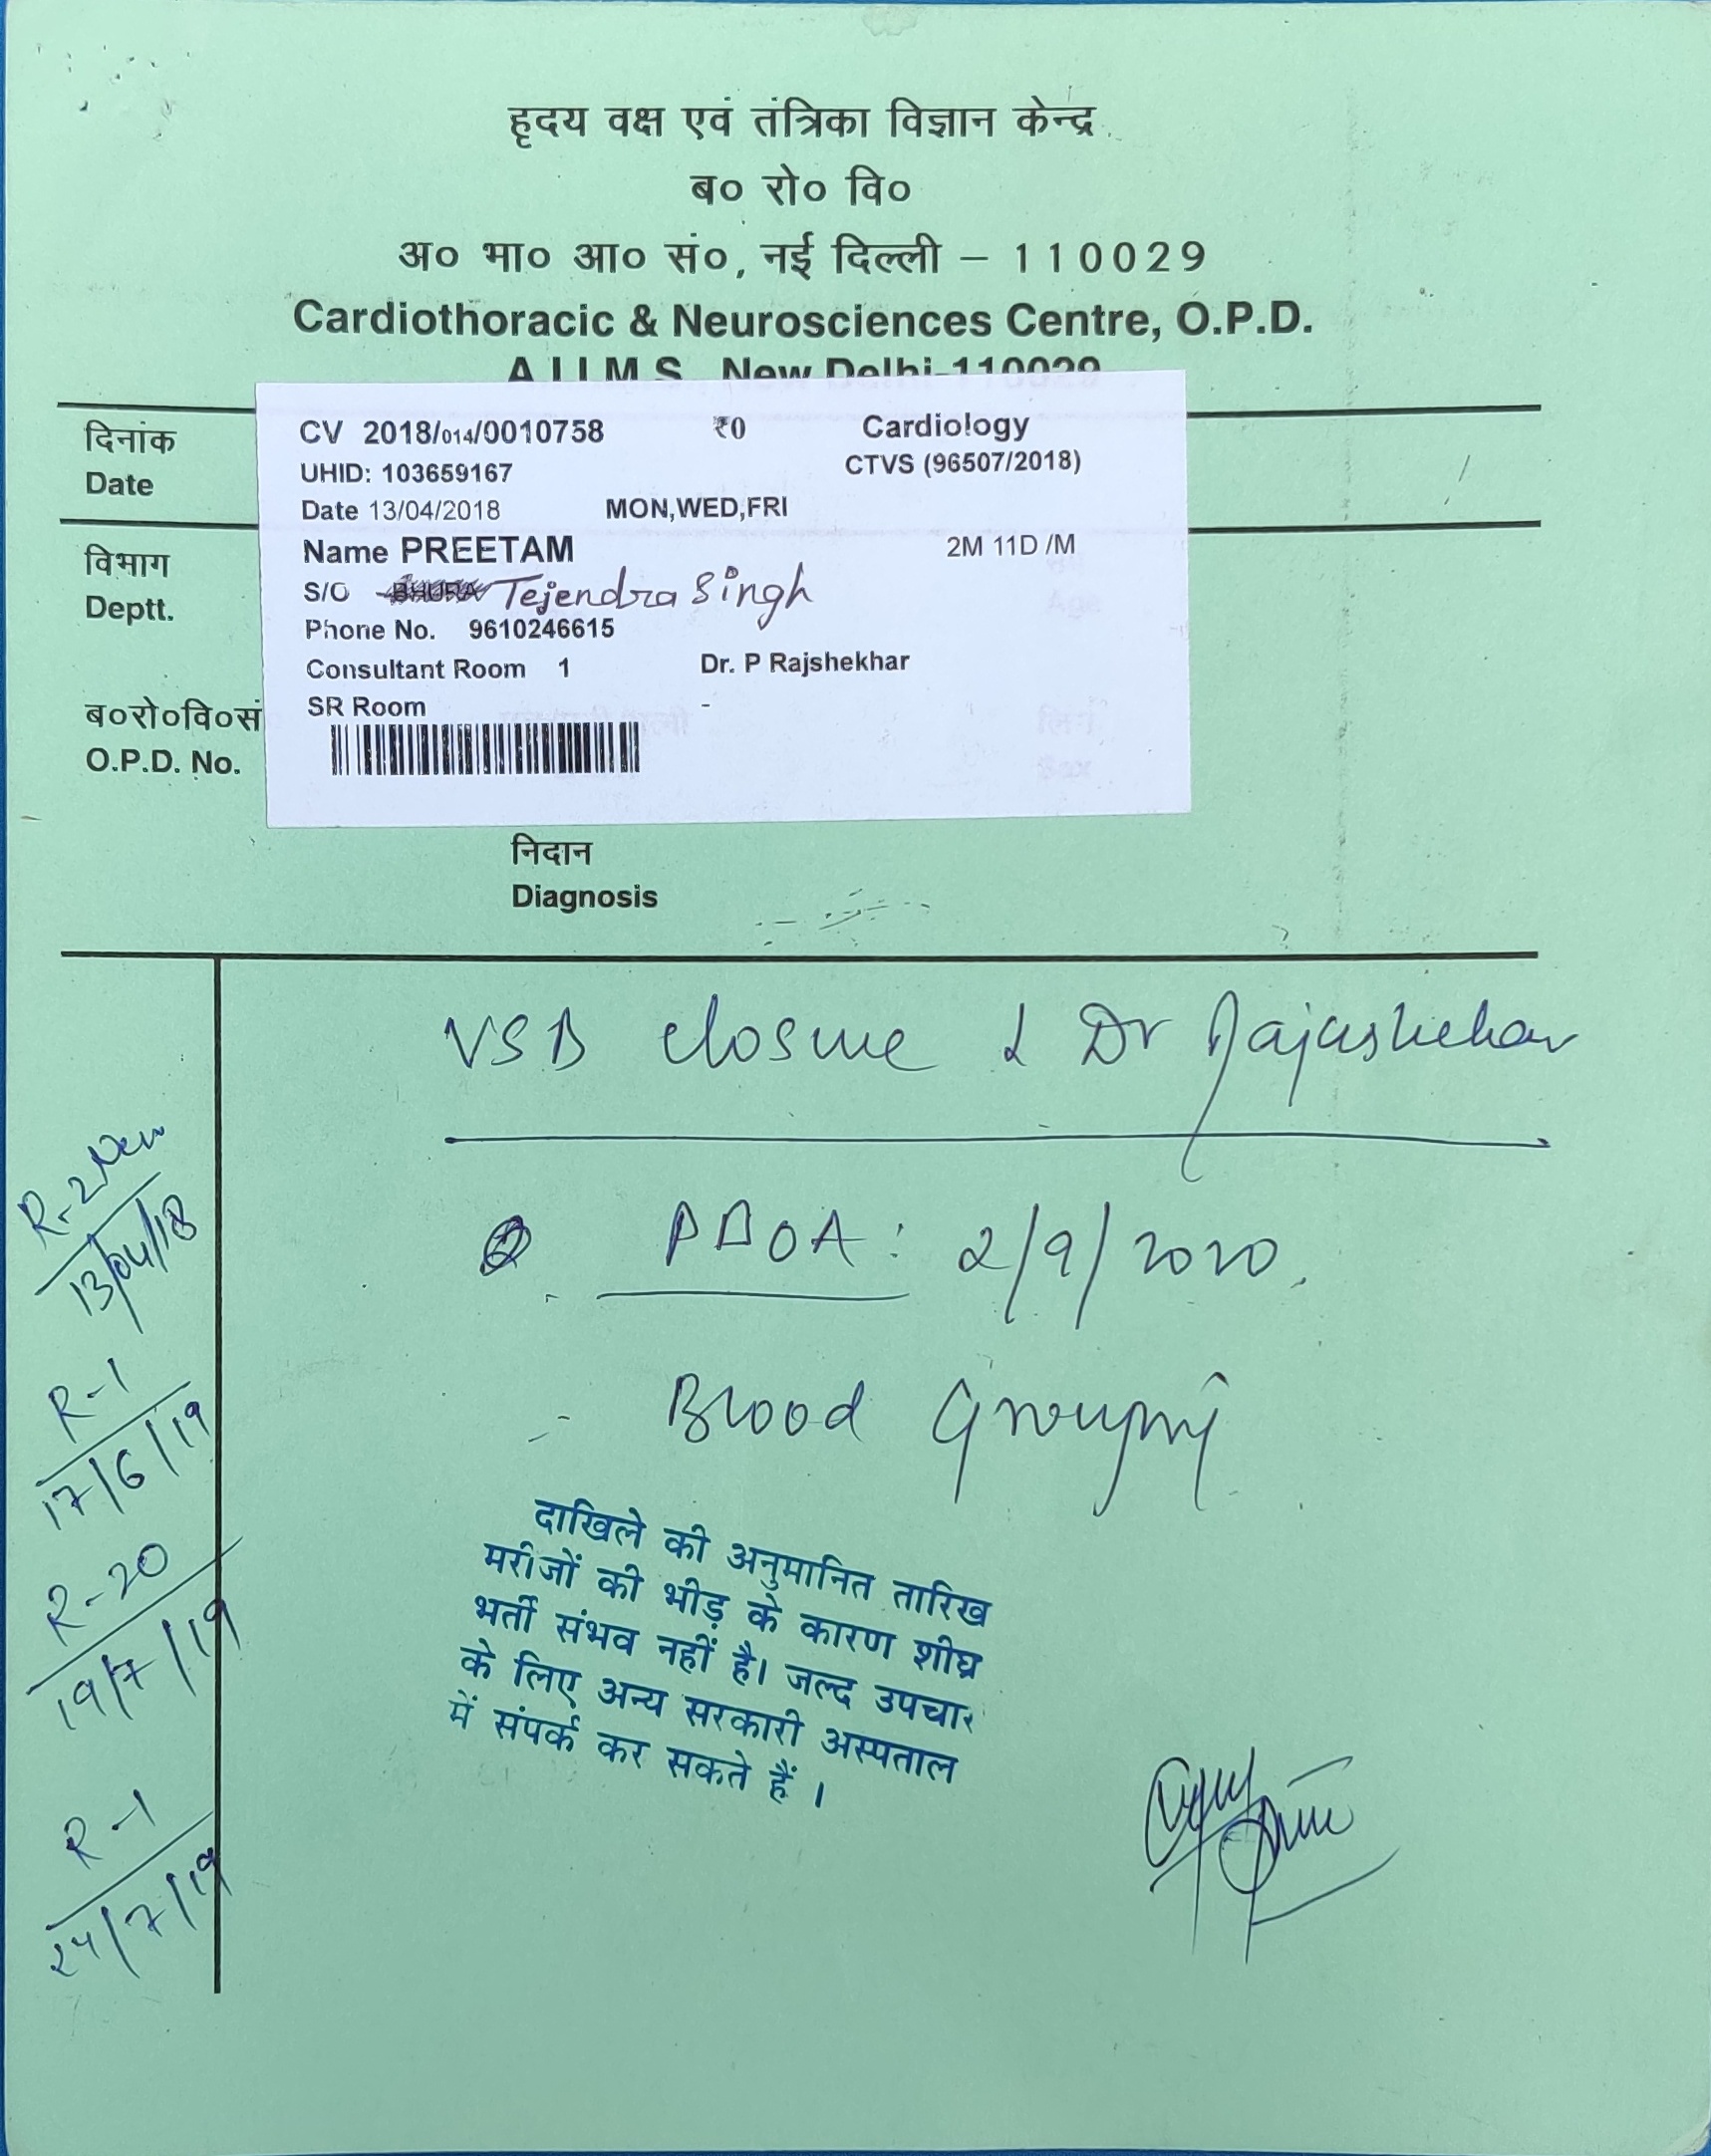 हृदय वक्ष एवं तंत्रिका विज्ञान केन्द्र
ब० रो० वि०
अ० भा० आ० सं०, नई दिल्ली – 110029
Cardiothoracic & Neurosciences Centre, O.P.D.
A.I.I.M.S., New Delhi-110029
दिनांक
Date
CV 2018/014/0010758 ₹0 Cardiology
UHID: 103659167 CTVS (96507/2018)
Date 13/04/2018 MON,WED,FRI
विभाग
Deptt.
Name PREETAM 2M 11D /M
S/O BHURA Tejendra Singh
Phone No. 9610246615
Consultant Room 1 Dr. P Rajshekhar
SR Room -
ब०रो०वि०सं
O.P.D. No.
निदान
Diagnosis
VSD closure Dr Rajashekar
R-2 New
13/04/18
PDOA: 2/9/2020.
R-1
17/6/19
- Blood Grouping
R-20
19/7/19
दाखिले की अनुमानित तारिख
मरीजों की भीड़ के कारण शीघ्र
भर्ती संभव नहीं है। जल्द उपचार
के लिए अन्य सरकारी अस्पताल
में संपर्क कर सकते हैं ।
R-1
24/7/19